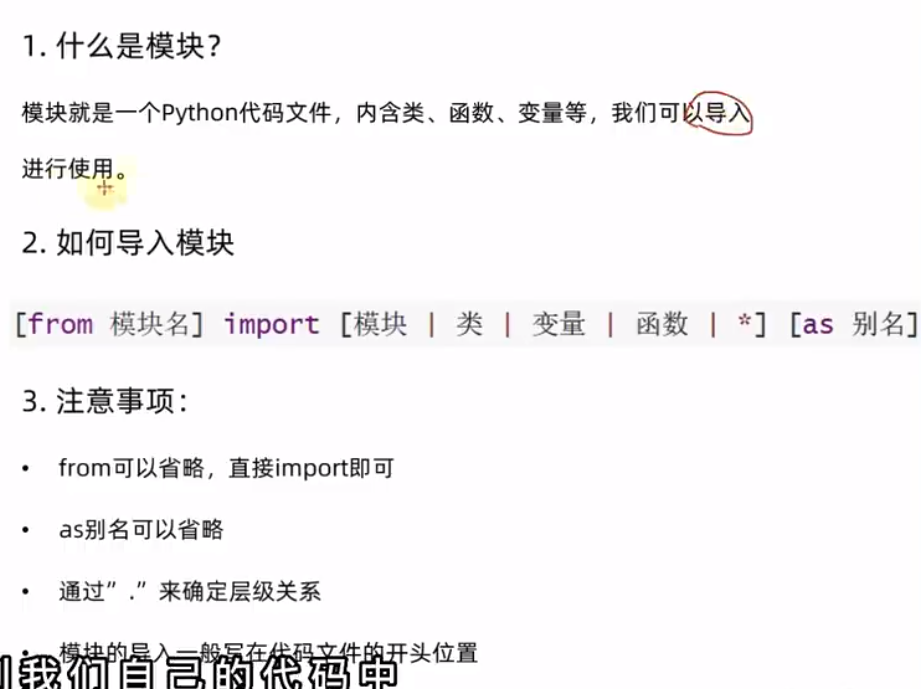 1. 什么是模块？
模块就是一个Python代码文件，内含类、函数、变量等，我们可以导入
进行使用。
2. 如何导入模块
[from 模块名] import [模块 | 类 | 变量 | 函数 | *] [as 别名]
3. 注意事项：
• from可以省略，直接import即可
• as别名可以省略
• 通过”.”来确定层级关系
• 模块的导入一般写在代码文件的开头位置
我们自己的代码中